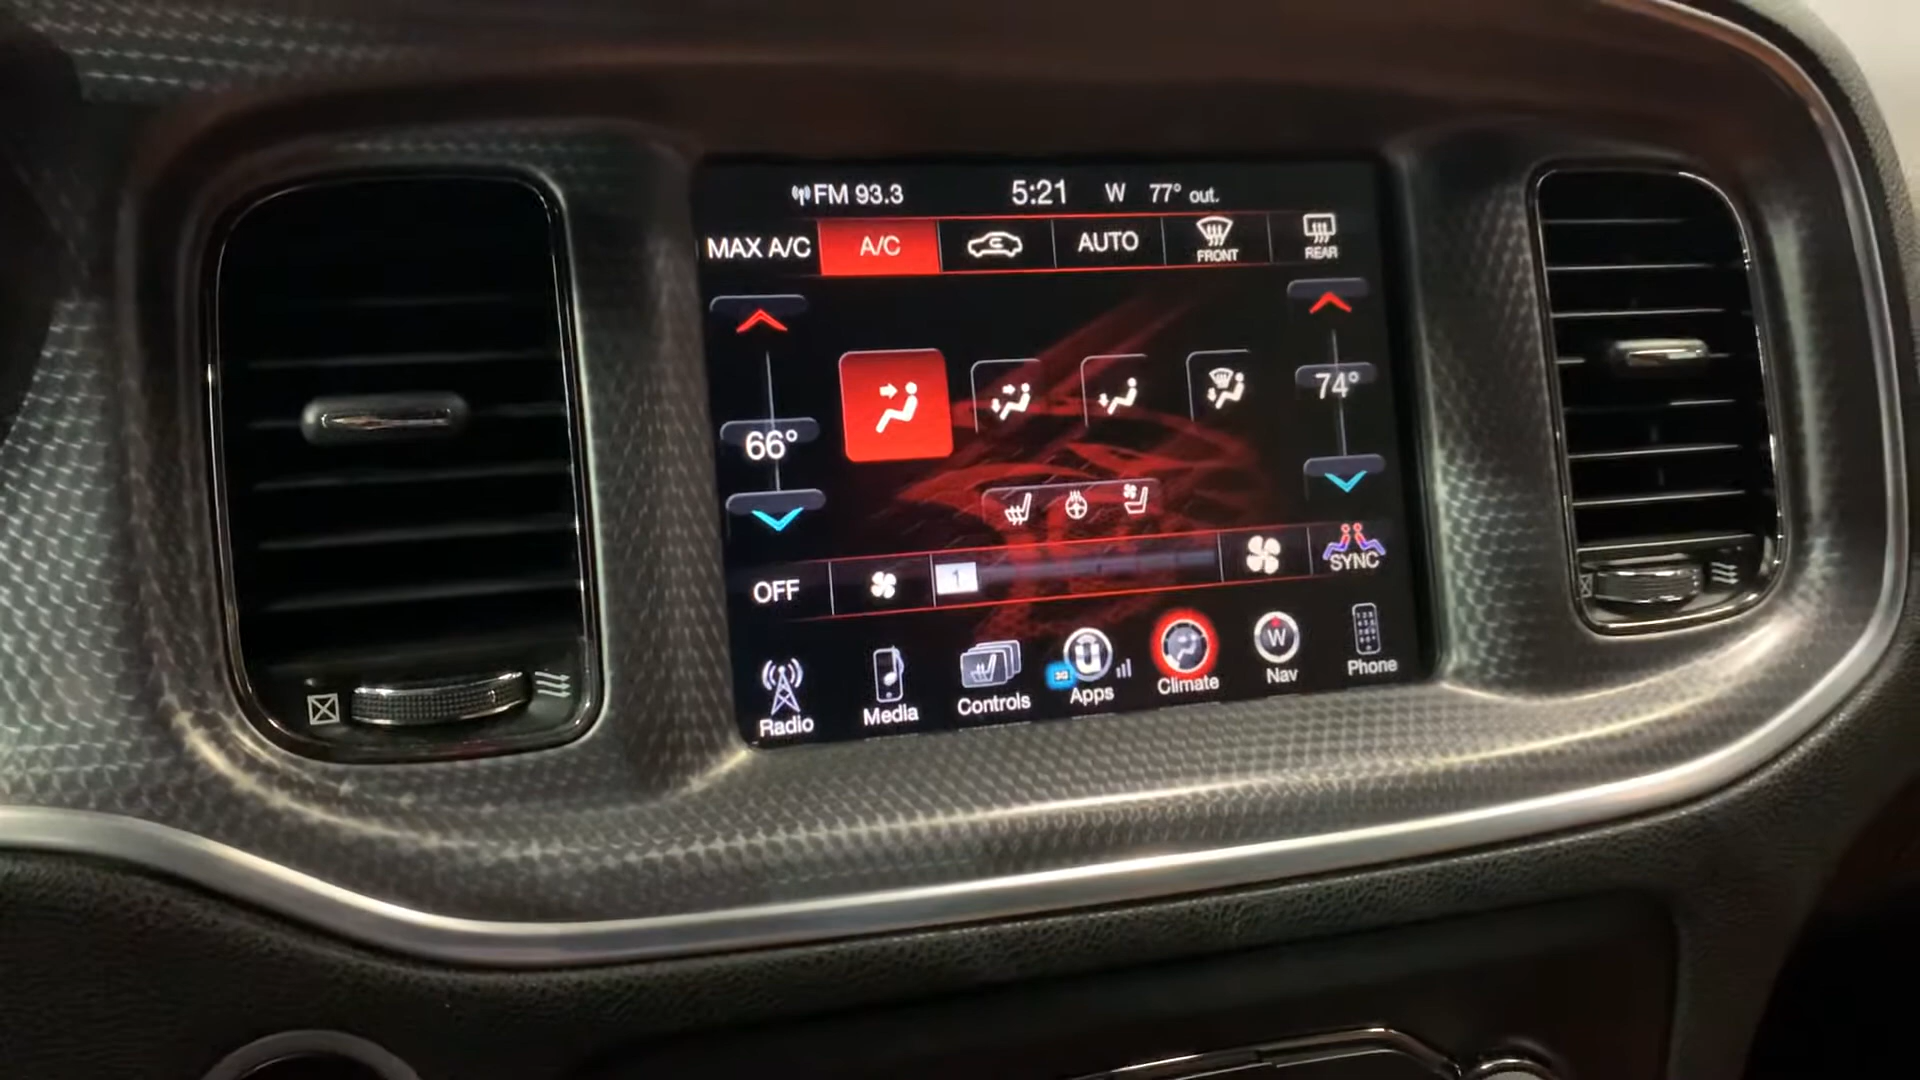 FM 93.3 5:21 W 77° out.
MAX A/C A/C AUTO FRONT REAR
66° 74°
OFF 1 SYNC
3G W
Radio Media Controls Apps Climate Nav Phone